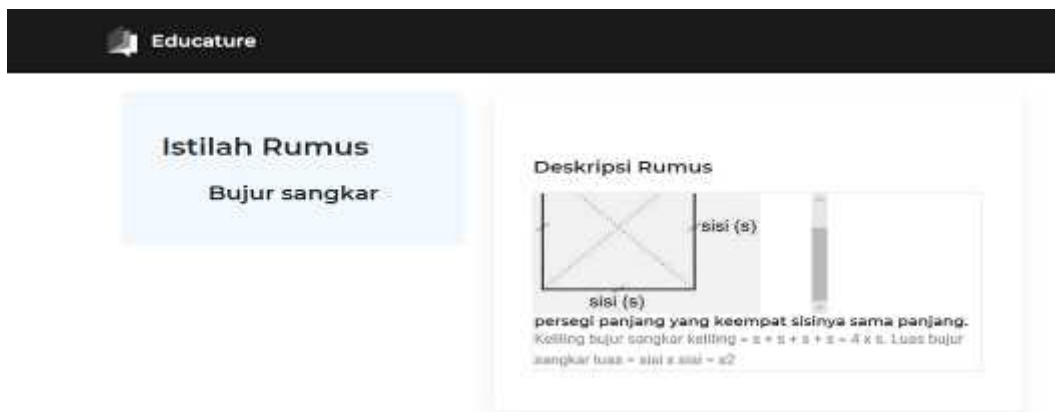 Educature
Istilah Rumus
Bujur sangkar
Deskripsi Rumus
sisi (s)
sisi (s)
persegi panjang yang keempat sisinya sama panjang.
Keliling bujur sangkar keliling = s + s + s + s = 4 x s. Luas bujur
sangkar luas = sisi x sisi = s2